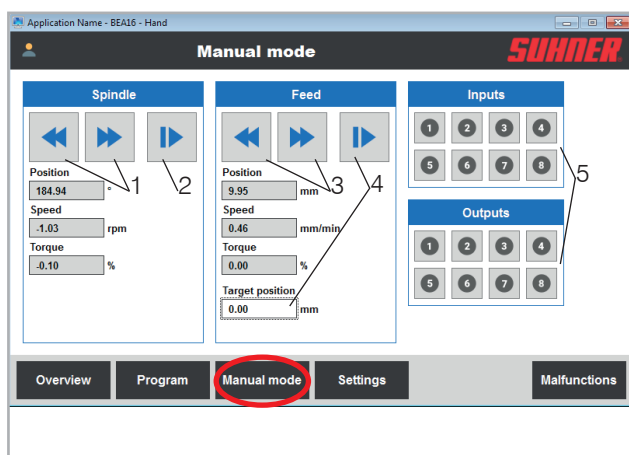 Application Name - BEA16 - Hand
Manual mode
SUHNER
Spindle
Position
184.94 °
Speed
-1.03 rpm
Torque
-0.10 %
1
2
Feed
Position
9.95 mm
Speed
0.46 mm/min
Torque
0.00 %
Target position
0.00 mm
3
4
Inputs
1 2 3 4
5 6 7 8
Outputs
1 2 3 4
5 6 7 8
5
Overview Program Manual mode Settings Malfunctions